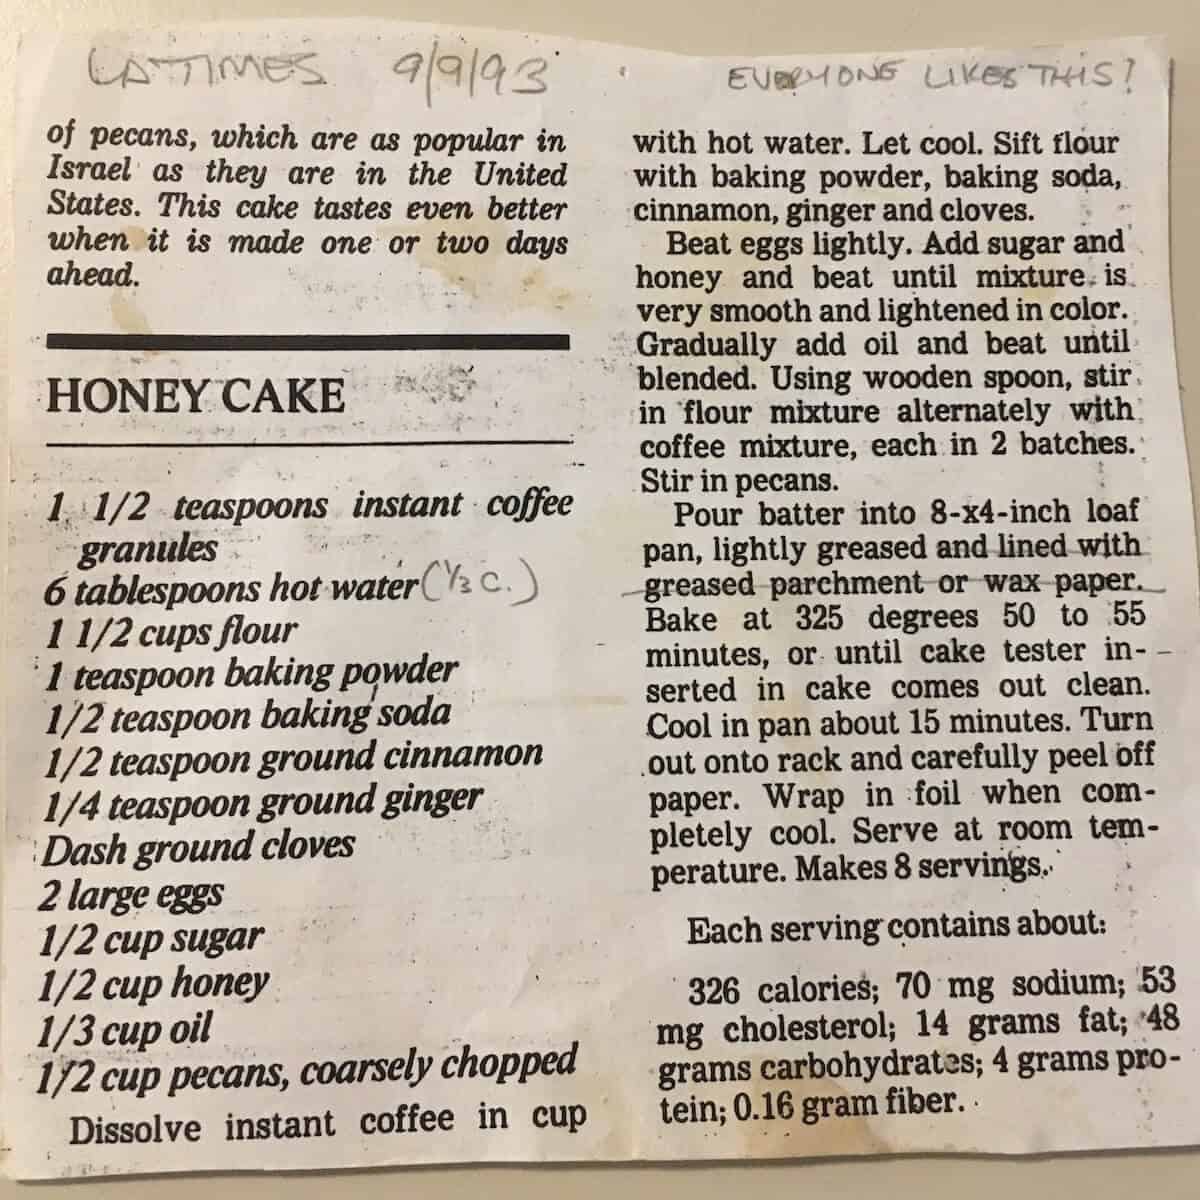 LA TIMES 9/9/93
EVERYONE LIKES THIS!
of pecans, which are as popular in
Israel as they are in the United
States. This cake tastes even better
when it is made one or two days
ahead.
HONEY CAKE
1 1/2 teaspoons instant coffee
granules
6 tablespoons hot water (1/3 C.)
1 1/2 cups flour
1 teaspoon baking powder
1/2 teaspoon baking soda
1/2 teaspoon ground cinnamon
1/4 teaspoon ground ginger
Dash ground cloves
2 large eggs
1/2 cup sugar
1/2 cup honey
1/3 cup oil
1/2 cup pecans, coarsely chopped
Dissolve instant coffee in cup
with hot water. Let cool. Sift flour
with baking powder, baking soda,
cinnamon, ginger and cloves.
Beat eggs lightly. Add sugar and
honey and beat until mixture is
very smooth and lightened in color.
Gradually add oil and beat until
blended. Using wooden spoon, stir
in flour mixture alternately with
coffee mixture, each in 2 batches.
Stir in pecans.
Pour batter into 8-x4-inch loaf
pan, lightly greased and lined with
greased parchment or wax paper.
Bake at 325 degrees 50 to 55
minutes, or until cake tester in-
serted in cake comes out clean.
Cool in pan about 15 minutes. Turn
out onto rack and carefully peel off
paper. Wrap in foil when com-
pletely cool. Serve at room tem-
perature. Makes 8 servings.
Each serving contains about:
326 calories; 70 mg sodium; 53
mg cholesterol; 14 grams fat; 48
grams carbohydrates; 4 grams pro-
tein; 0.16 gram fiber.